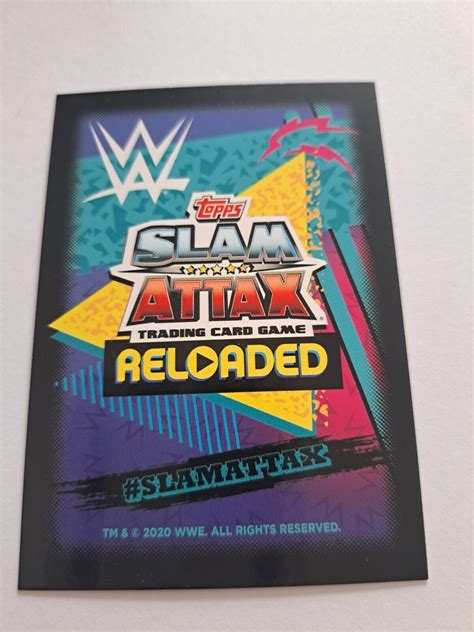 W
topps
SLAM
ATTAX
TRADING CARD GAME
RELOADED
#SLAMATTAX
TM & © 2020 WWE. ALL RIGHTS RESERVED.